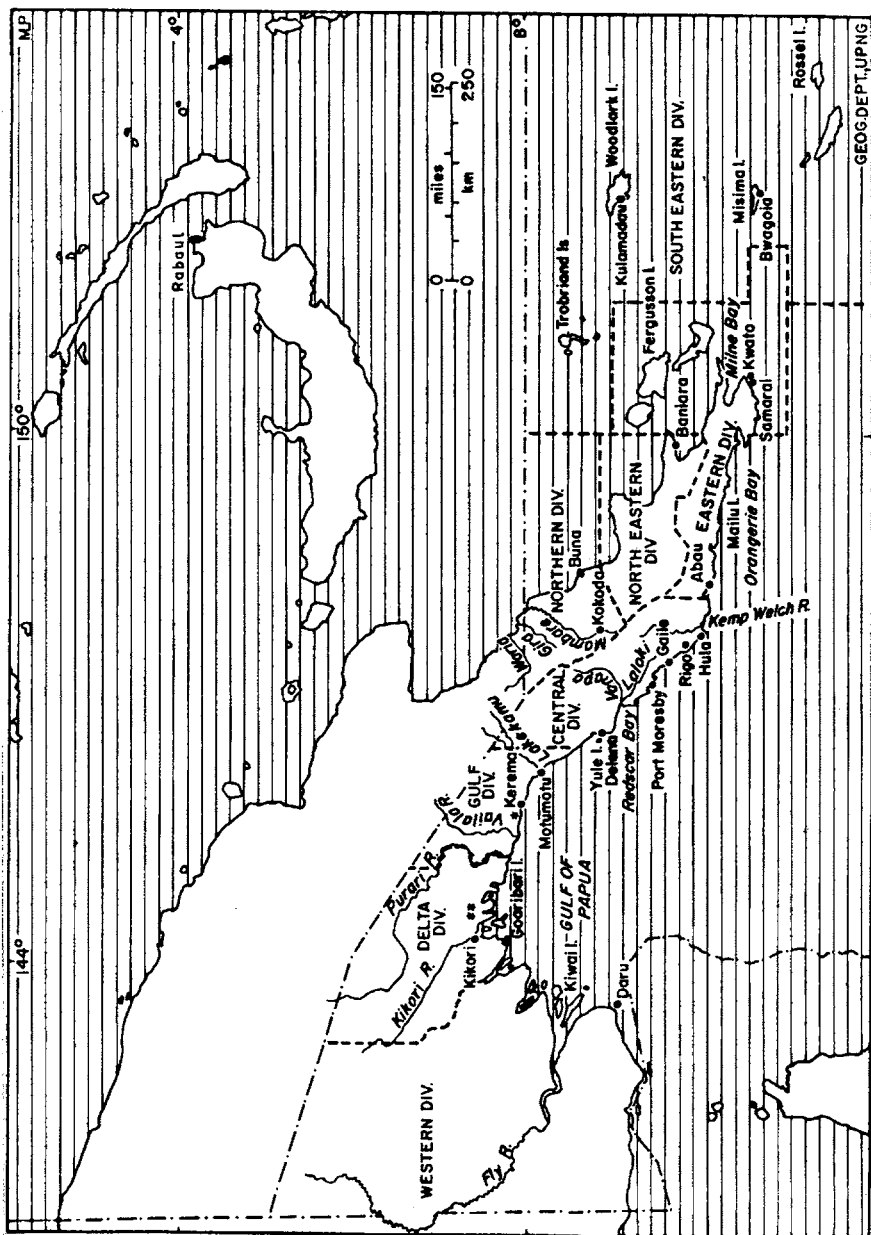 M.P
144°
150°
4°
8°
Rabaul
miles
0 150
km
0 250
WESTERN DIV.
Fly R.
DELTA DIV.
Kikori R.
Purari R.
Kikori
**
Goaribari I.
Kiwai I.
GULF OF PAPUA
Daru
GULF DIV.
Vailala R.
Kerema
*
Motumotu
Lakekamu R.
CENTRAL DIV.
Yule I.
Delena
Redscar Bay
Port Moresby
Laloki
Gaile
Rigo
Hula
Kemp Welch R.
Waria
Gira
Mambare
NORTHERN DIV.
Kokoda
Buna
NORTH EASTERN DIV
Abau
EASTERN DIV.
Mailu I.
Orangerie Bay
Baniara
Fergusson I.
Trobriand Is
Milne Bay
Samarai
Kwato
SOUTH EASTERN DIV.
Woodlark I.
Kulamadau
Misima I.
Bwagoia
Rossel I.
GEOG.DEPT.,UPNG